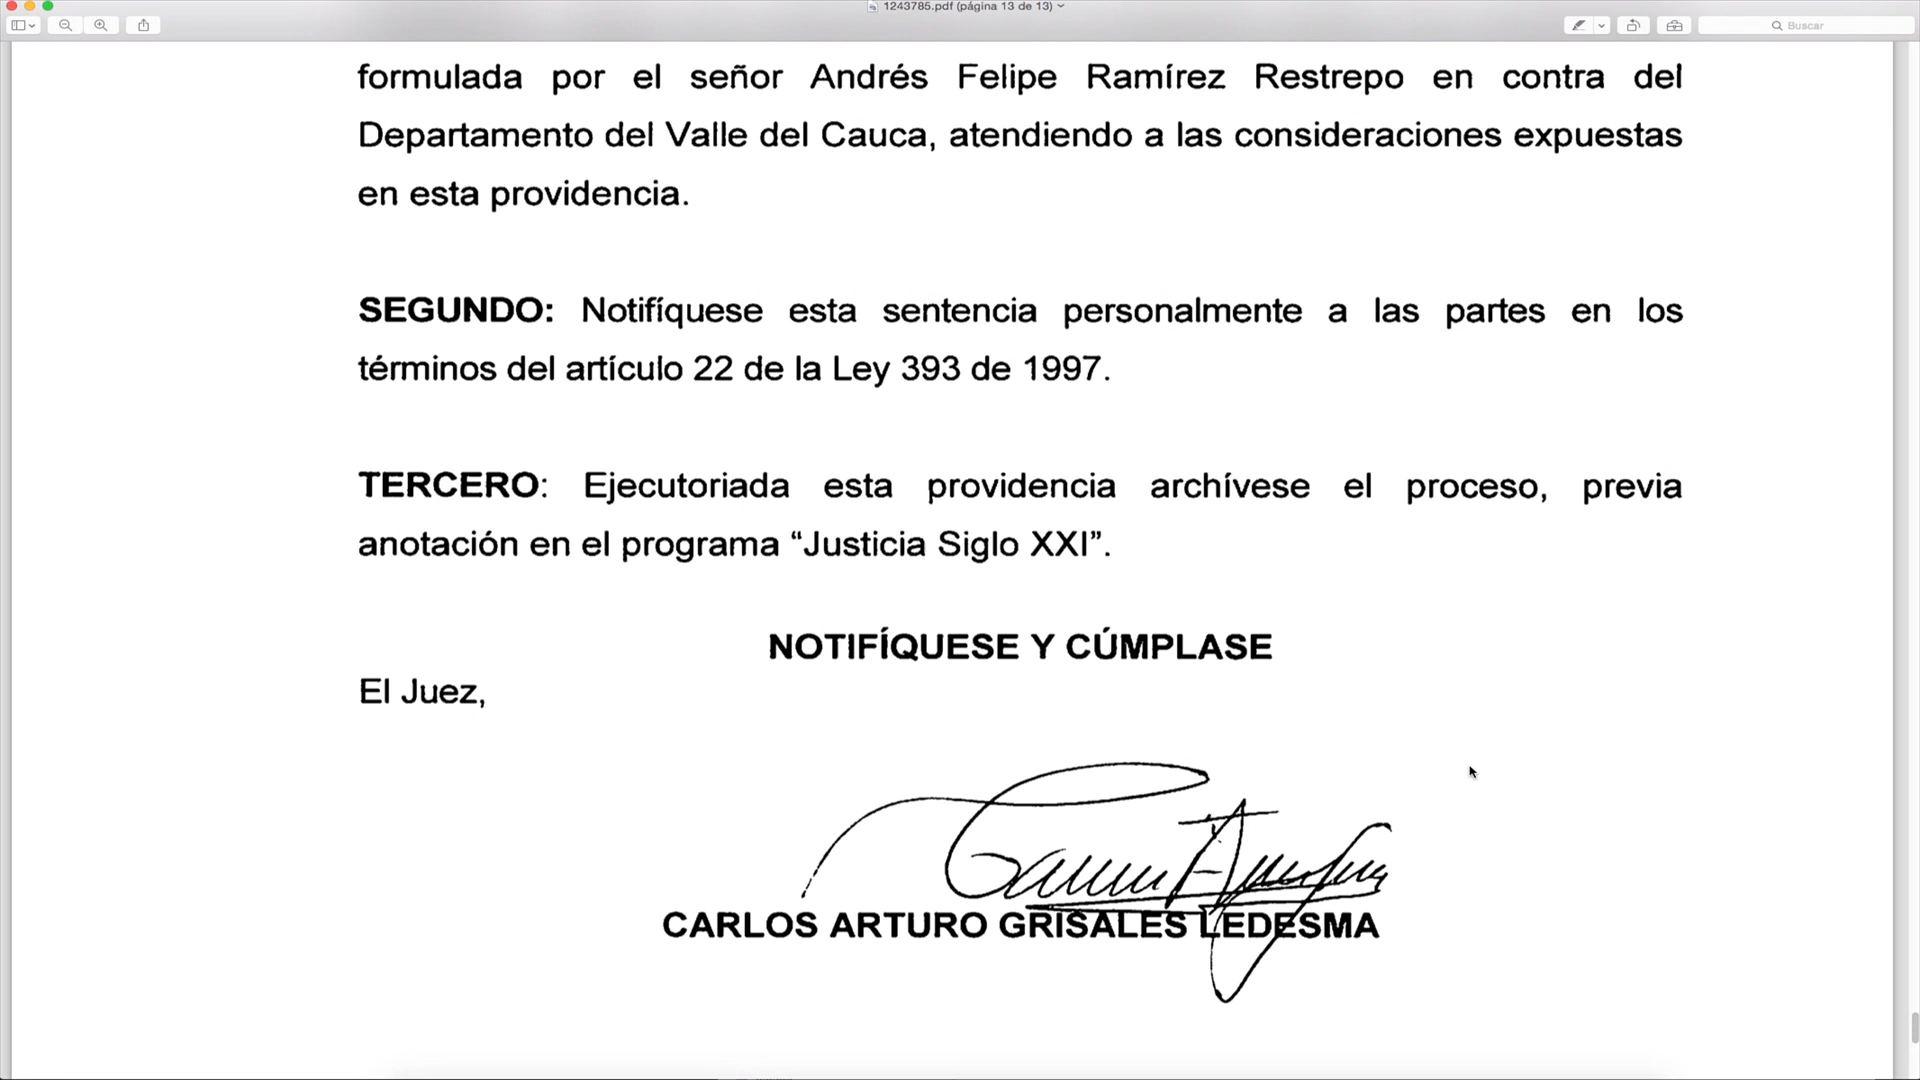 1243785.pdf (página 13 de 13)
Buscar
formulada por el señor Andrés Felipe Ramírez Restrepo en contra del
Departamento del Valle del Cauca, atendiendo a las consideraciones expuestas
en esta providencia.
SEGUNDO: Notifíquese esta sentencia personalmente a las partes en los
términos del artículo 22 de la Ley 393 de 1997.
TERCERO: Ejecutoriada esta providencia archívese el proceso, previa
anotación en el programa “Justicia Siglo XXI”.
NOTIFÍQUESE Y CÚMPLASE
El Juez,
CARLOS ARTURO GRISALES LEDESMA